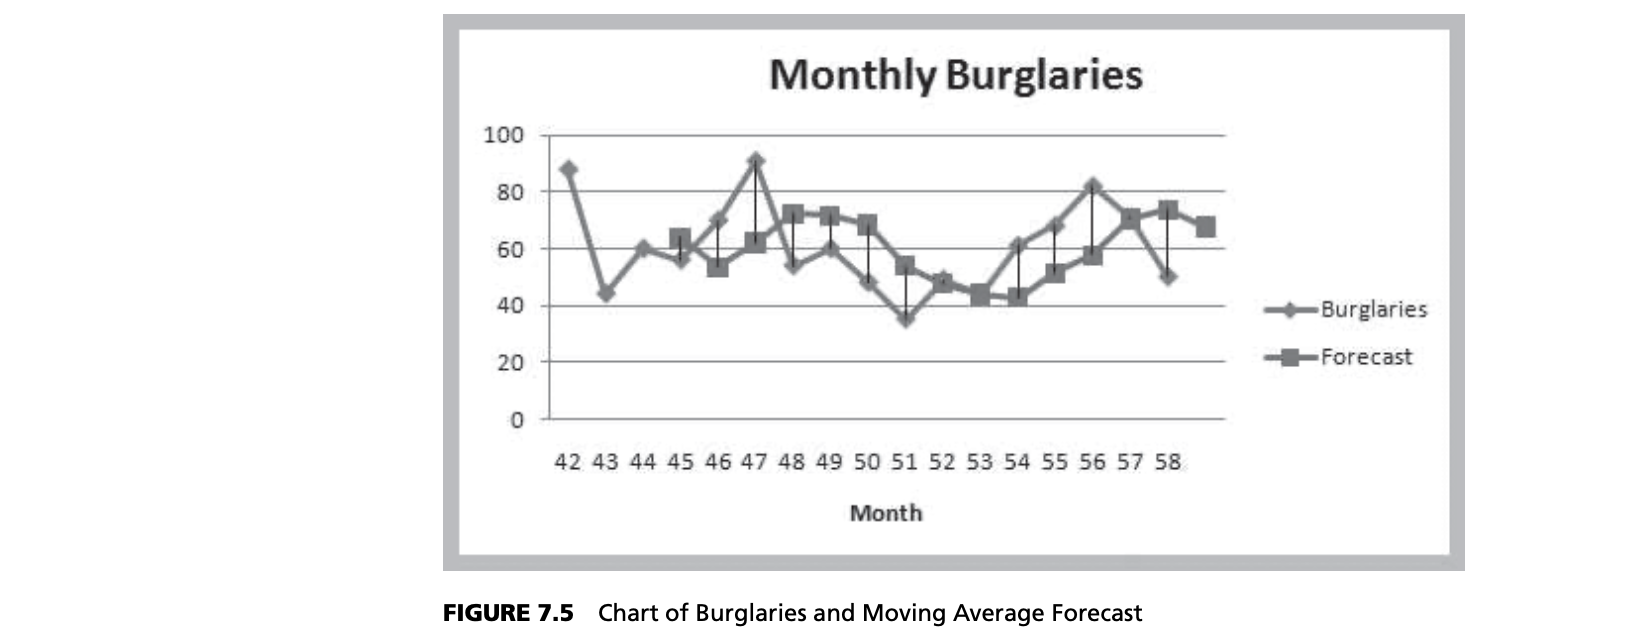 Monthly Burglaries
100
80
60
40
20
0
42 43 44 45 46 47 48 49 50 51 52 53 54 55 56 57 58
Month
Burglaries
Forecast
FIGURE 7.5 Chart of Burglaries and Moving Average Forecast